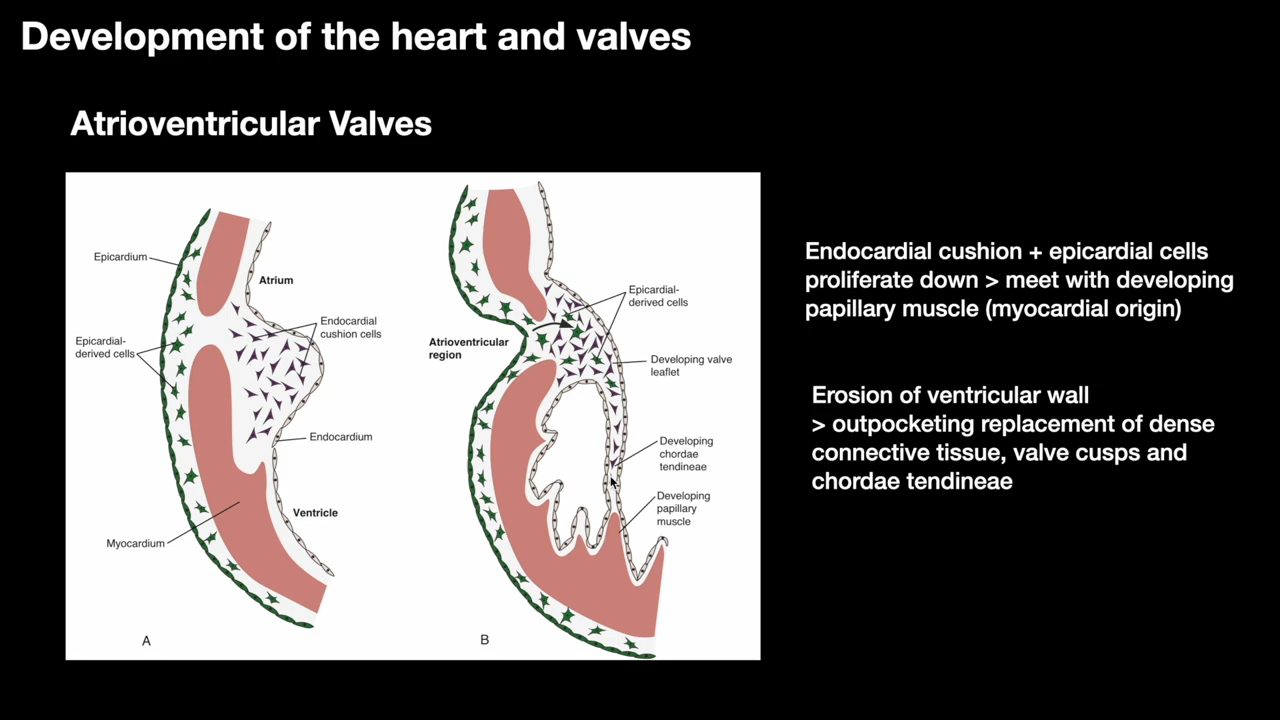 Development of the heart and valves
Atrioventricular Valves
Epicardium
Atrium
Epicardial-
derived cells
Endocardial
cushion cells
Endocardium
Ventricle
Myocardium
A
Epicardial-
derived cells
Atrioventricular
region
Developing valve
leaflet
Developing
chordae
tendineae
Developing
papillary
muscle
B
Endocardial cushion + epicardial cells
proliferate down > meet with developing
papillary muscle (myocardial origin)
Erosion of ventricular wall
> outpocketing replacement of dense
connective tissue, valve cusps and
chordae tendineae